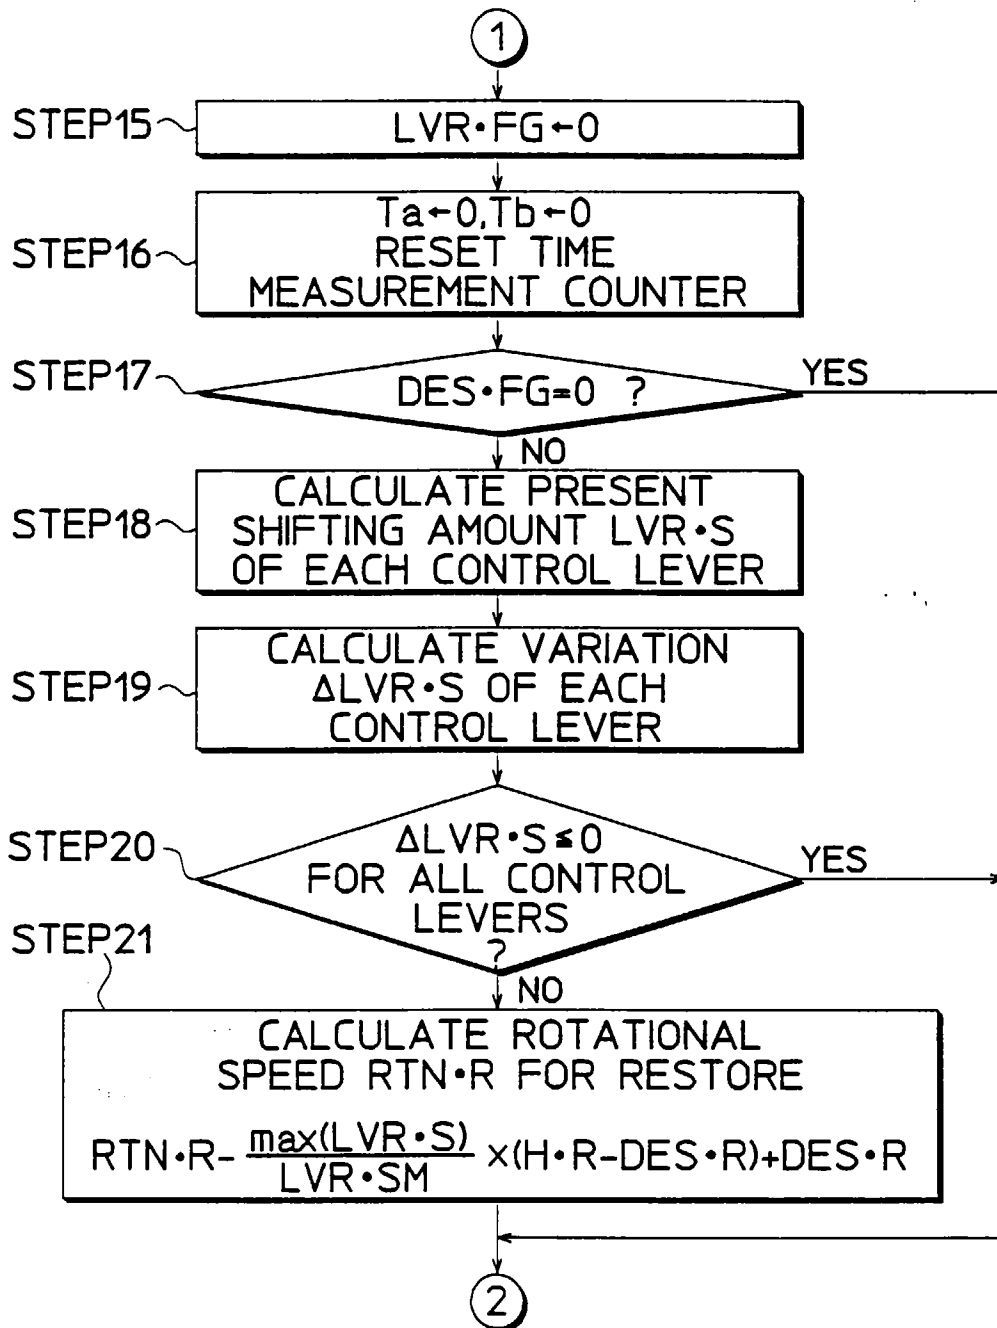 1
STEP15
LVR•FG←0
STEP16
Ta←0,Tb←0
RESET TIME
MEASUREMENT COUNTER
STEP17
DES•FG=0 ?
YES
NO
STEP18
CALCULATE PRESENT
SHIFTING AMOUNT LVR•S
OF EACH CONTROL LEVER
STEP19
CALCULATE VARIATION
ΔLVR•S OF EACH
CONTROL LEVER
STEP20
ΔLVR•S≦0
FOR ALL CONTROL
LEVERS
?
YES
NO
STEP21
CALCULATE ROTATIONAL
SPEED RTN•R FOR RESTORE
RTN•R- max(LVR•S) / LVR•SM ×(H•R-DES•R)+DES•R
2